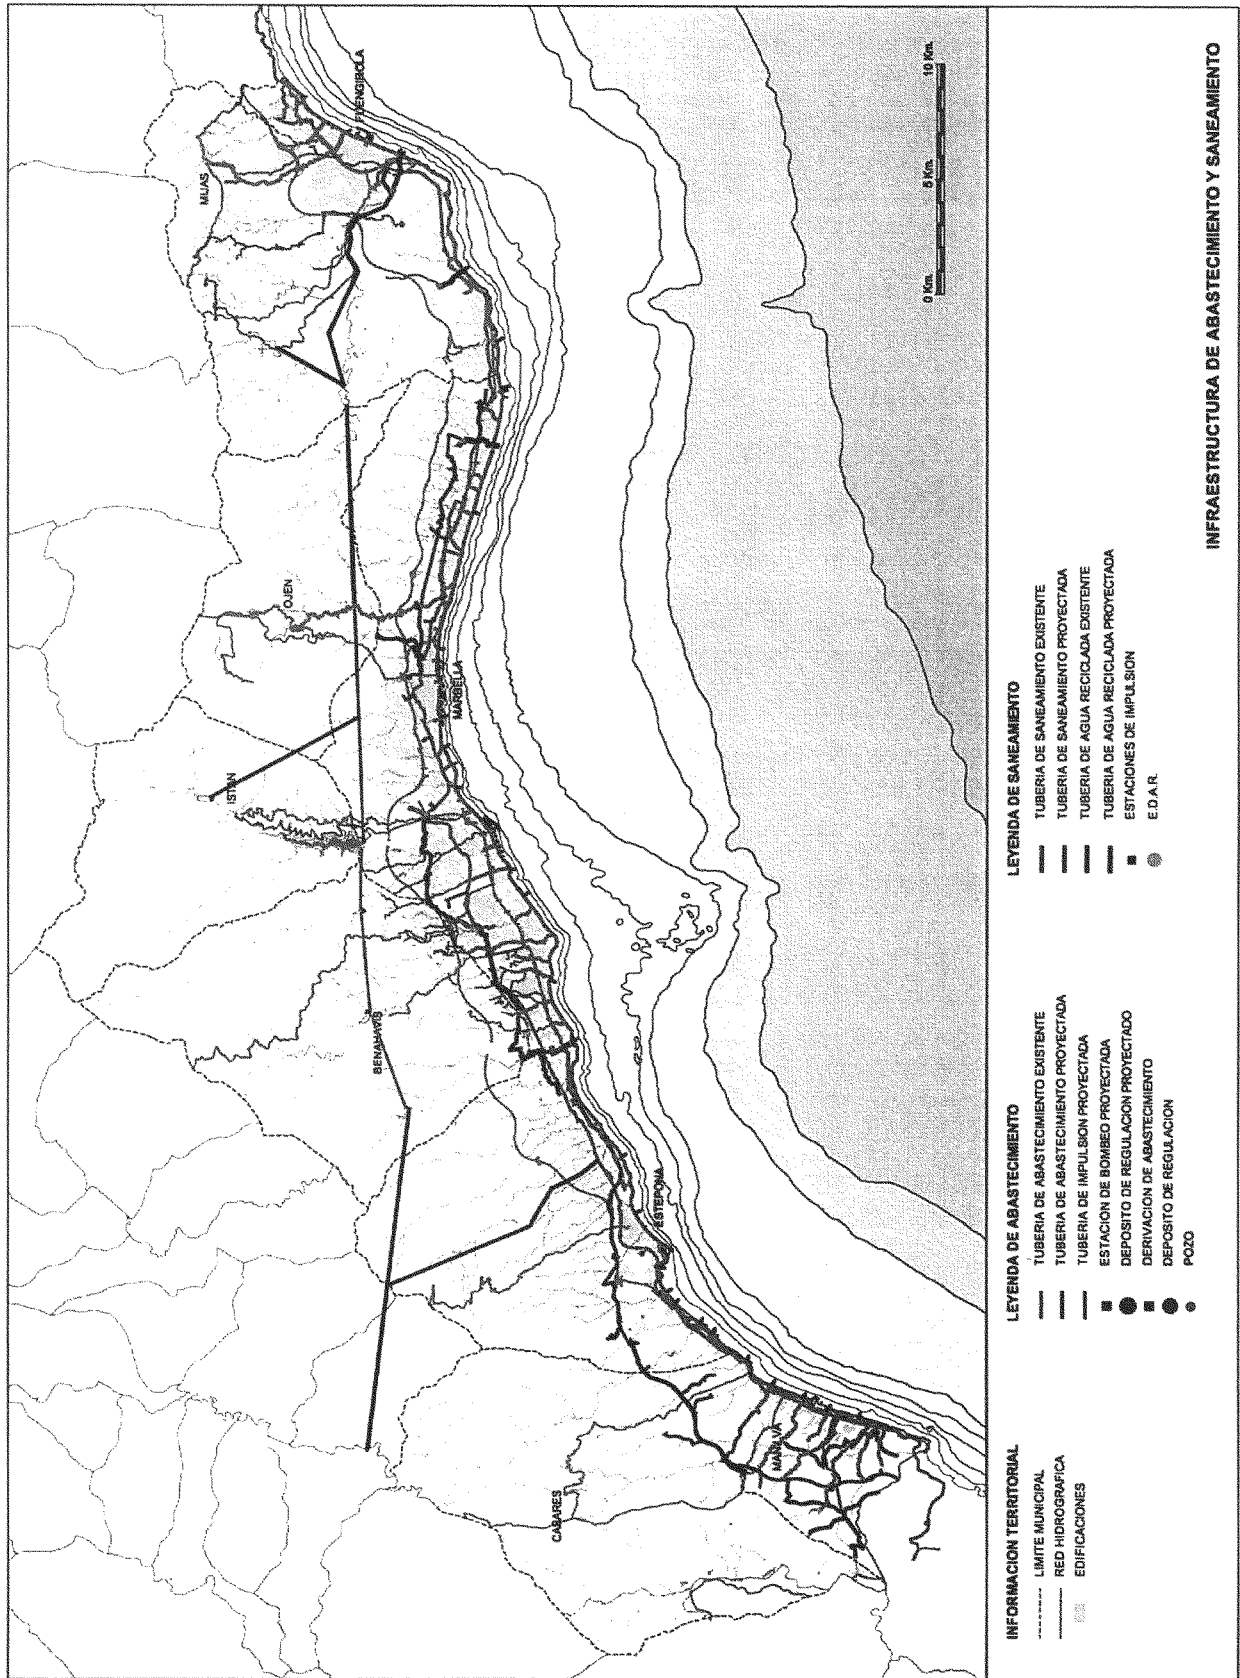 MIJAS
FUENGIROLA
OJEN
ISTAN
MARBELLA
BENAHAVIS
ESTEPONA
CASARES
MANILVA
0 Km.
5 Km.
10 Km.
INFORMACION TERRITORIAL
LIMITE MUNICIPAL
RED HIDROGRAFICA
EDIFICACIONES
LEYENDA DE ABASTECIMIENTO
TUBERIA DE ABASTECIMIENTO EXISTENTE
TUBERIA DE ABASTECIMIENTO PROYECTADA
TUBERIA DE IMPULSION PROYECTADA
ESTACION DE BOMBEO PROYECTADA
DEPOSITO DE REGULACION PROYECTADO
DERIVACION DE ABASTECIMIENTO
DEPOSITO DE REGULACION
POZO
LEYENDA DE SANEAMIENTO
TUBERIA DE SANEAMIENTO EXISTENTE
TUBERIA DE SANEAMIENTO PROYECTADA
TUBERIA DE AGUA RECICLADA EXISTENTE
TUBERIA DE AGUA RECICLADA PROYECTADA
ESTACIONES DE IMPULSION
E.D.A.R.
INFRAESTRUCTURA DE ABASTECIMIENTO Y SANEAMIENTO